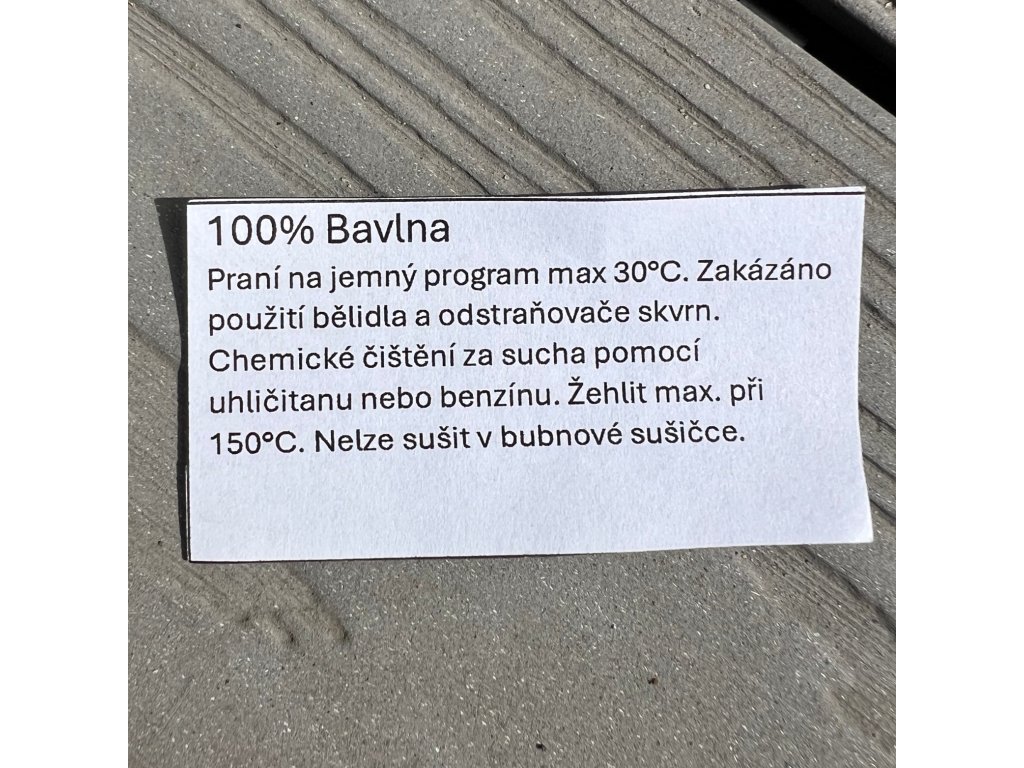 100% Bavlna
Praní na jemný program max 30°C. Zakázáno
použití bělidla a odstraňovače skvrn.
Chemické čištění za sucha pomocí
uhličitanu nebo benzínu. Žehlit max. při
150°C. Nelze sušit v bubnové sušičce.